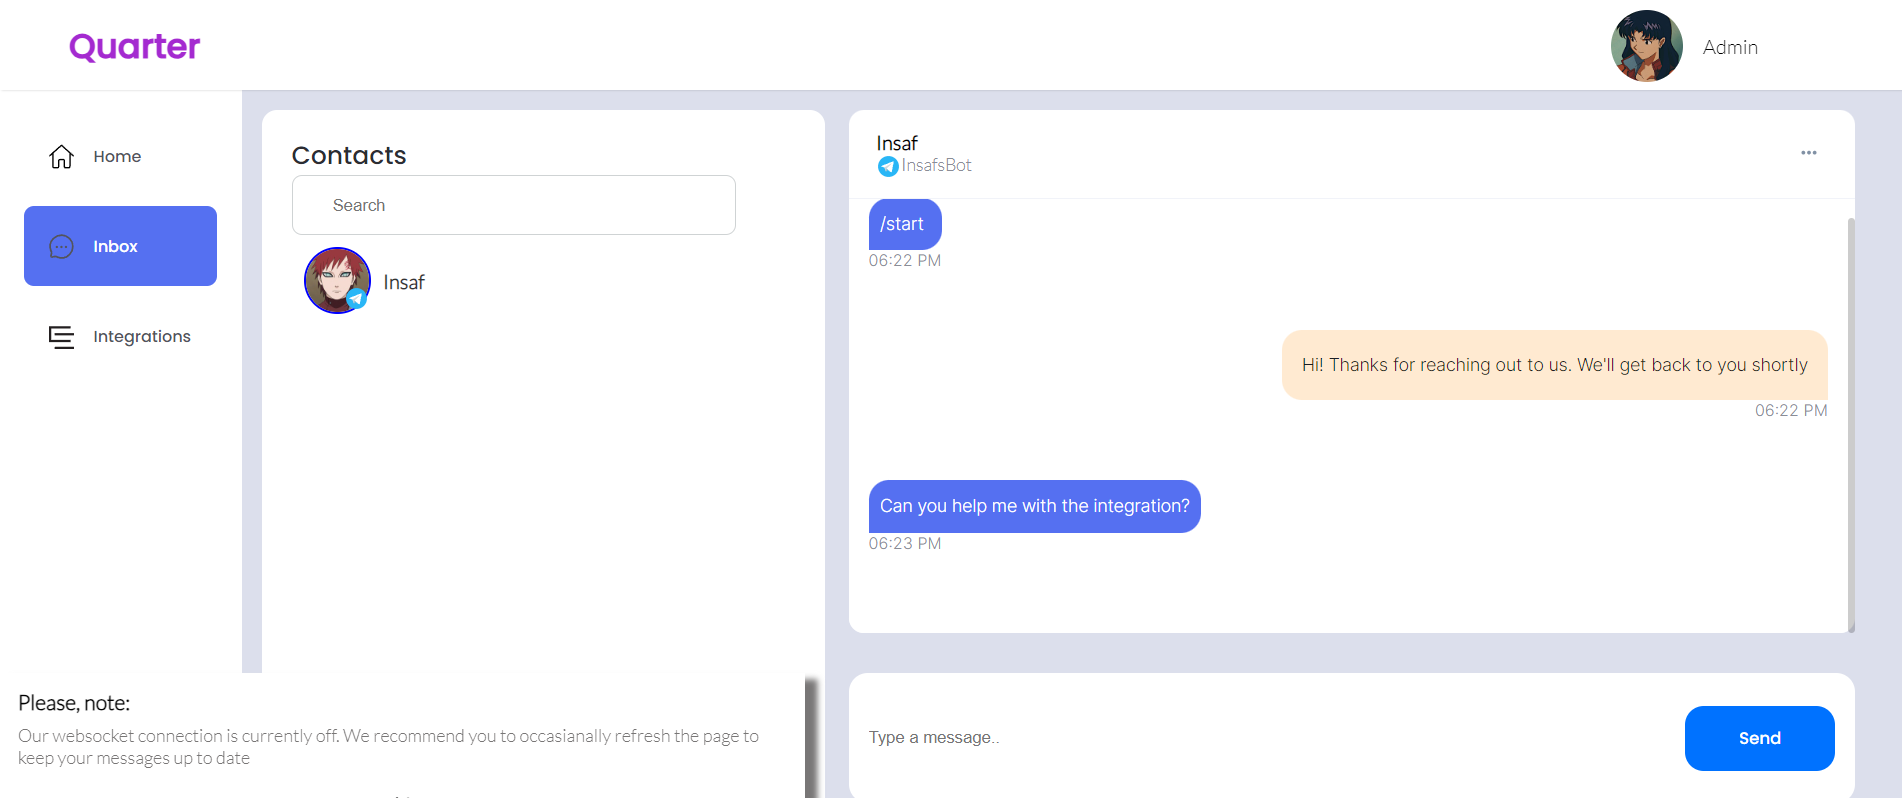 Quarter
Admin
Home
Inbox
Integrations
Contacts
Search
Insaf
Insaf
InsafsBot
/start
06:22 PM
Hi! Thanks for reaching out to us. We'll get back to you shortly
06:22 PM
Can you help me with the integration?
06:23 PM
Type a message..
Send
Please, note:
Our websocket connection is currently off. We recommend you to occasianally refresh the page to
keep your messages up to date